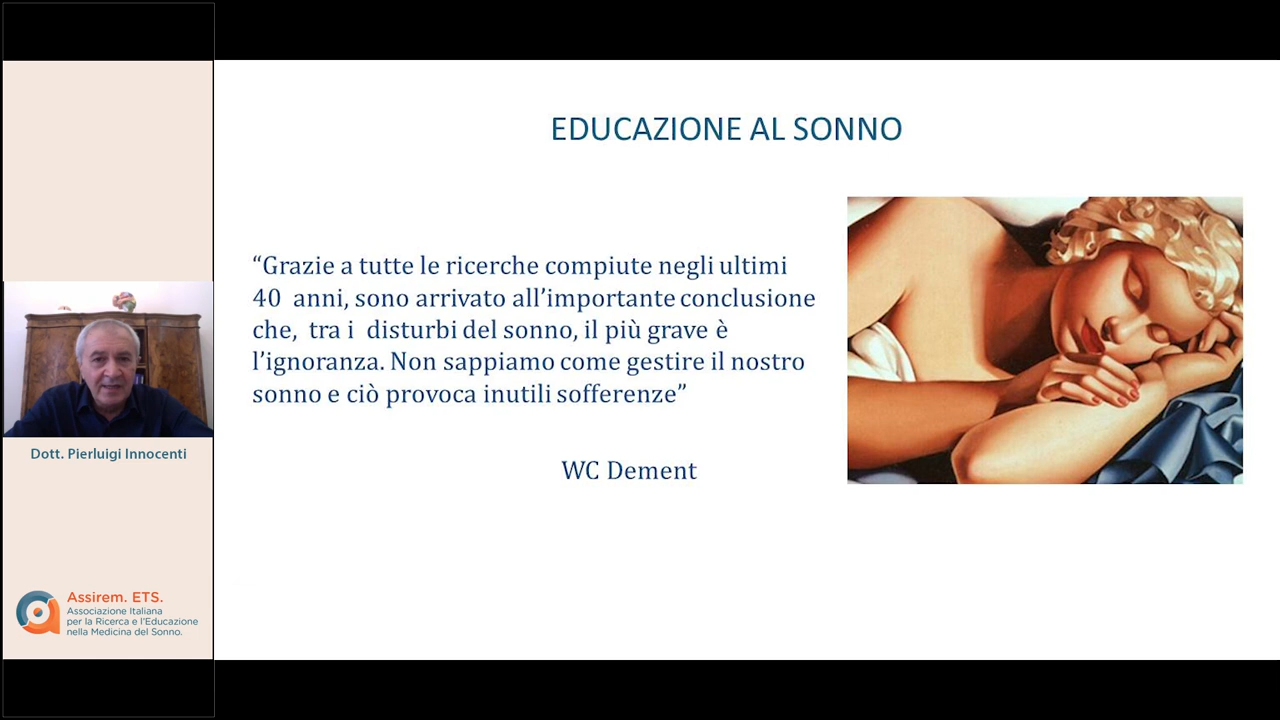 EDUCAZIONE AL SONNO
“Grazie a tutte le ricerche compiute negli ultimi
40 anni, sono arrivato all’importante conclusione
che, tra i disturbi del sonno, il più grave è
l’ignoranza. Non sappiamo come gestire il nostro
sonno e ciò provoca inutili sofferenze”
WC Dement
Dott. Pierluigi Innocenti
Assirem. ETS.
Associazione Italiana
per la Ricerca e l’Educazione
nella Medicina del Sonno.